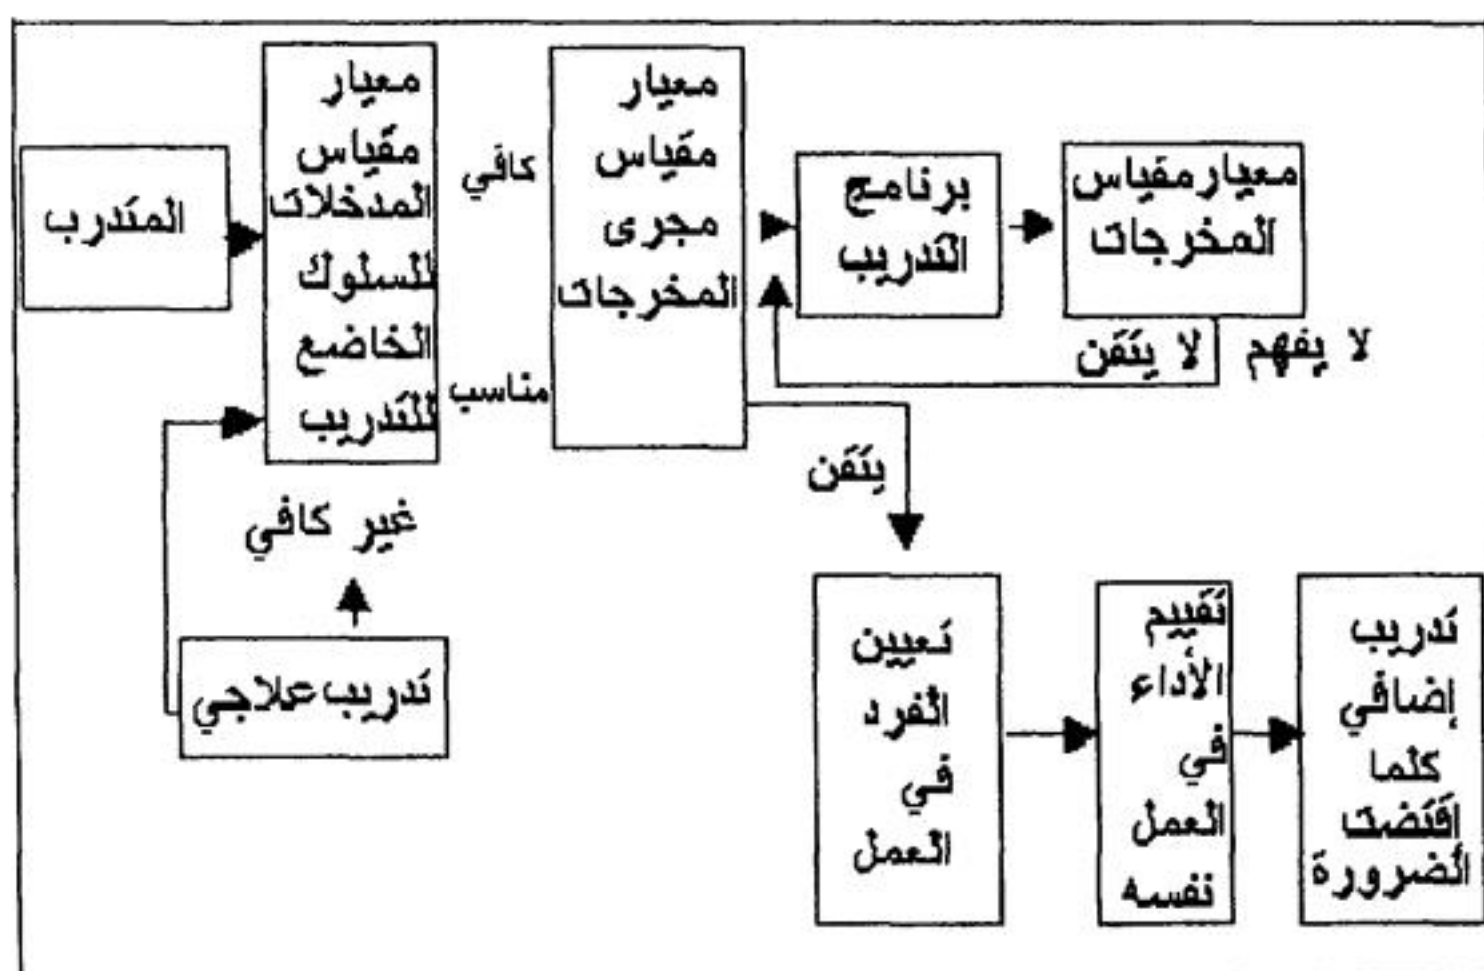 المتدرب
معيار
مقياس
المدخلات
للسلوك
الخاضع
للتدريب
كافي
مناسب
معيار
مقياس
مجرى
المخرجات
برنامج
التدريب
معيار مقياس
المخرجات
لا يتقن
لا يفهم
يتقن
غير كافي
تدريب علاجي
تعيين
الفرد
في
العمل
تقييم
الأداء
في
العمل
نفسه
تدريب
إضافي
كلما
اقتضت
الضرورة